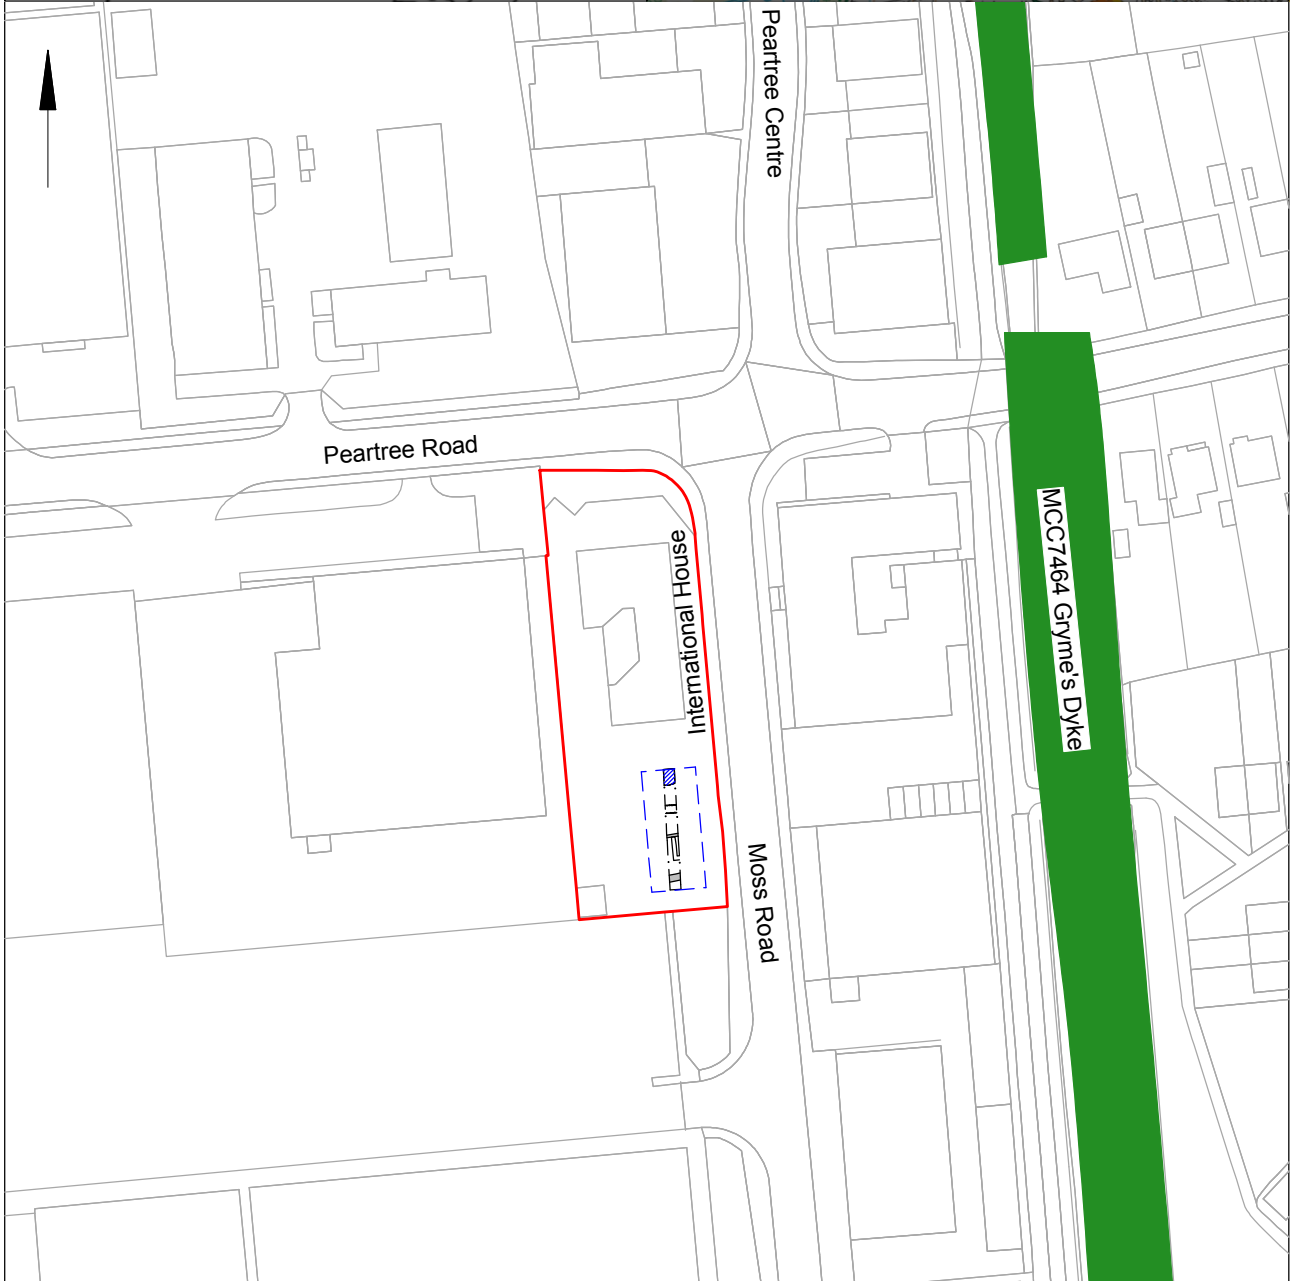 Peartree Centre
Peartree Road
International House
MCC7464 Gryme's Dyke
Moss Road